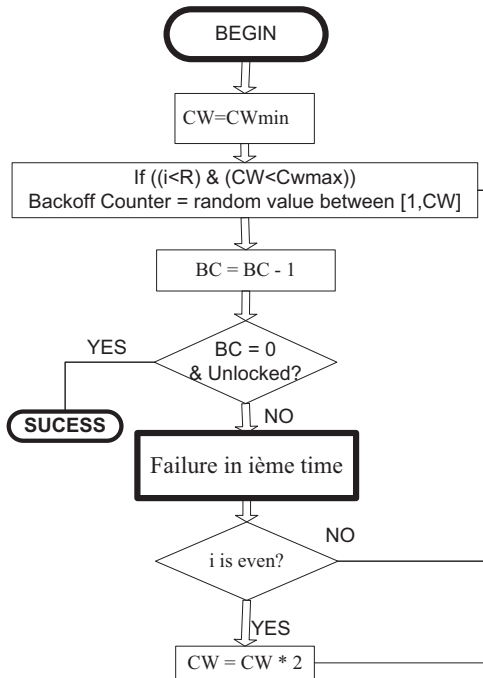 BEGIN
CW=CWmin
If ((i<R) & (CW<Cwmax))
Backoff Counter = random value between [1,CW]
BC = BC - 1
YES
BC = 0
& Unlocked?
SUCESS
NO
Failure in ième time
NO
i is even?
YES
CW = CW * 2